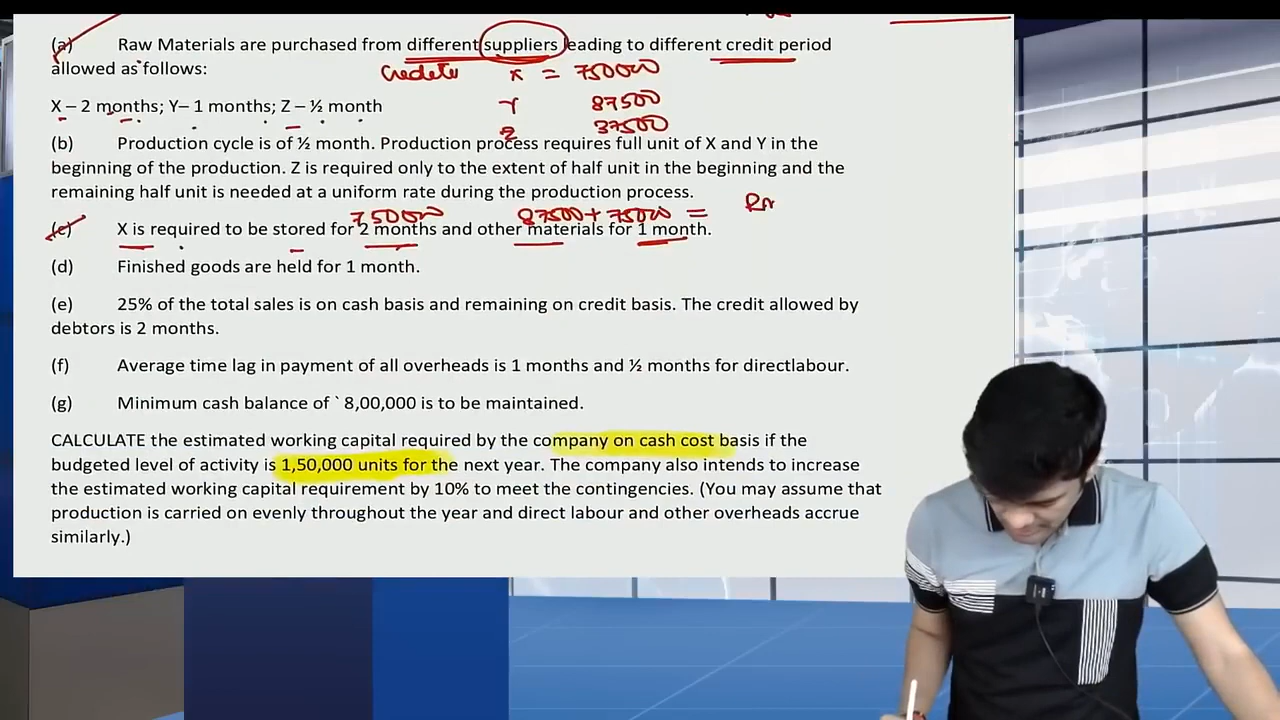 (a) Raw Materials are purchased from different suppliers leading to different credit period
allowed as follows:
x = 750000
X – 2 months; Y– 1 months; Z – ½ month
Y 87500
Z 37500
(b) Production cycle is of ½ month. Production process requires full unit of X and Y in the
beginning of the production. Z is required only to the extent of half unit in the beginning and the
remaining half unit is needed at a uniform rate during the production process.
750000 87500+75000 =
(c) X is required to be stored for 2 months and other materials for 1 month.
(d) Finished goods are held for 1 month.
(e) 25% of the total sales is on cash basis and remaining on credit basis. The credit allowed by
debtors is 2 months.
(f) Average time lag in payment of all overheads is 1 months and ½ months for directlabour.
(g) Minimum cash balance of ` 8,00,000 is to be maintained.
CALCULATE the estimated working capital required by the company on cash cost basis if the
budgeted level of activity is 1,50,000 units for the next year. The company also intends to increase
the estimated working capital requirement by 10% to meet the contingencies. (You may assume that
production is carried on evenly throughout the year and direct labour and other overheads accrue
similarly.)